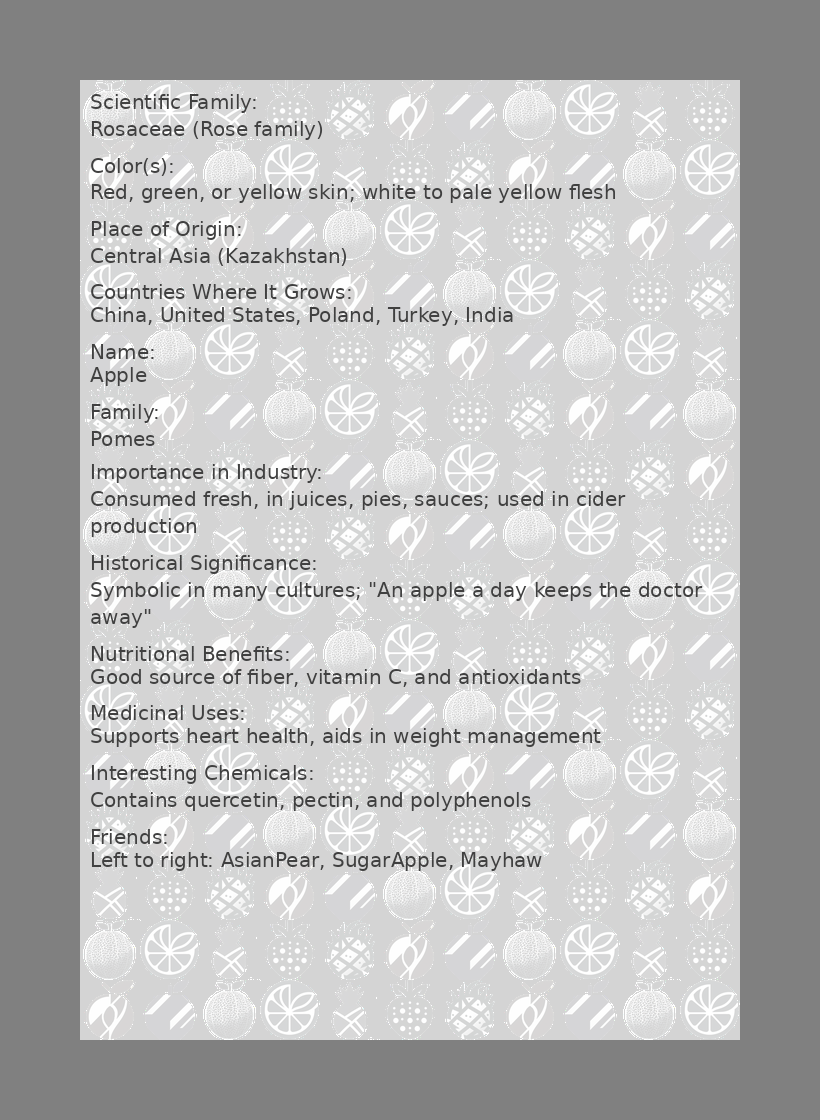 Scientific Family:
Rosaceae (Rose family)
Color(s):
Red, green, or yellow skin; white to pale yellow flesh
Place of Origin:
Central Asia (Kazakhstan)
Countries Where It Grows:
China, United States, Poland, Turkey, India
Name:
Apple
Family:
Pomes
Importance in Industry:
Consumed fresh, in juices, pies, sauces; used in cider
production
Historical Significance:
Symbolic in many cultures; "An apple a day keeps the doctor
away"
Nutritional Benefits:
Good source of fiber, vitamin C, and antioxidants
Medicinal Uses:
Supports heart health, aids in weight management
Interesting Chemicals:
Contains quercetin, pectin, and polyphenols
Friends:
Left to right: AsianPear, SugarApple, Mayhaw